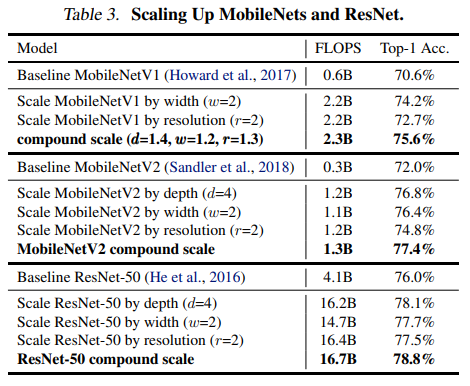 Table 3. Scaling Up MobileNets and ResNet.
Model FLOPS Top-1 Acc.
Baseline MobileNetV1 (Howard et al., 2017) 0.6B 70.6%
Scale MobileNetV1 by width (w=2) 2.2B 74.2%
Scale MobileNetV1 by resolution (r=2) 2.2B 72.7%
compound scale (d=1.4, w=1.2, r=1.3) 2.3B 75.6%
Baseline MobileNetV2 (Sandler et al., 2018) 0.3B 72.0%
Scale MobileNetV2 by depth (d=4) 1.2B 76.8%
Scale MobileNetV2 by width (w=2) 1.1B 76.4%
Scale MobileNetV2 by resolution (r=2) 1.2B 74.8%
MobileNetV2 compound scale 1.3B 77.4%
Baseline ResNet-50 (He et al., 2016) 4.1B 76.0%
Scale ResNet-50 by depth (d=4) 16.2B 78.1%
Scale ResNet-50 by width (w=2) 14.7B 77.7%
Scale ResNet-50 by resolution (r=2) 16.4B 77.5%
ResNet-50 compound scale 16.7B 78.8%